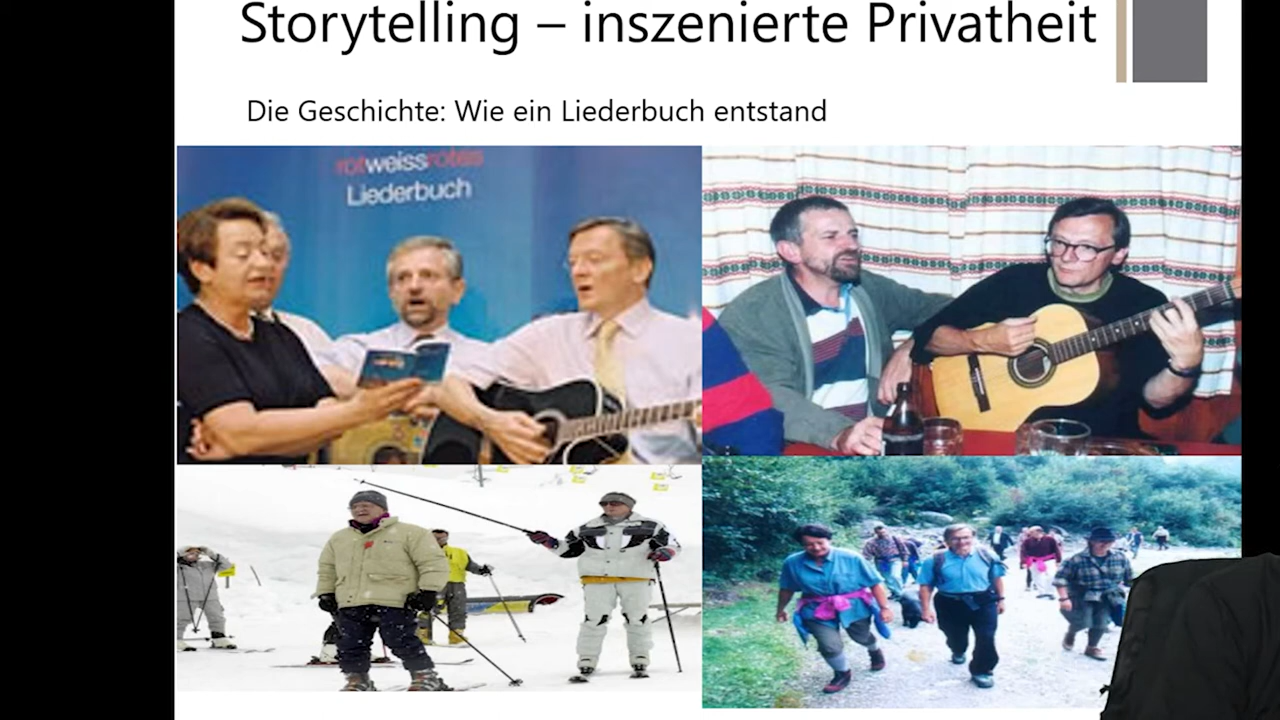 Storytelling – inszenierte Privatheit
Die Geschichte: Wie ein Liederbuch entstand
rotweissrotes
Liederbuch